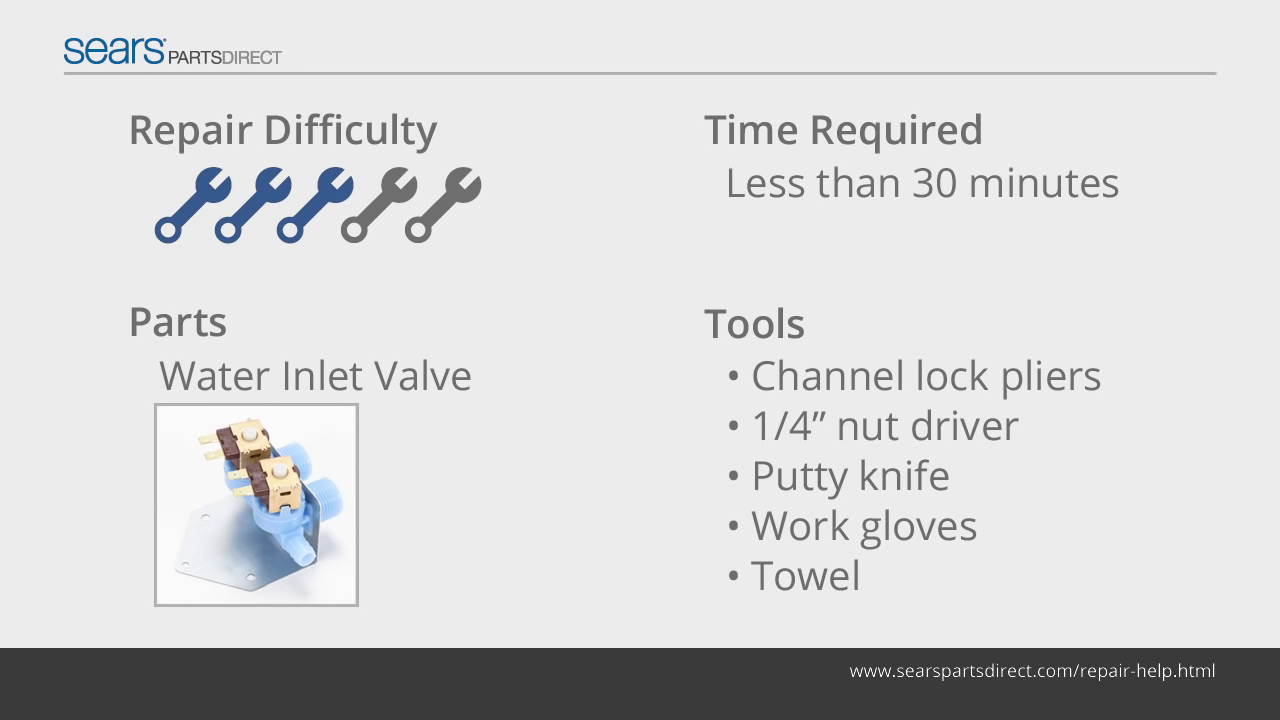 sears PARTSDIRECT
Repair Difficulty
Time Required
Less than 30 minutes
Parts
Water Inlet Valve
Tools
• Channel lock pliers
• 1/4” nut driver
• Putty knife
• Work gloves
• Towel
www.searspartsdirect.com/repair-help.html